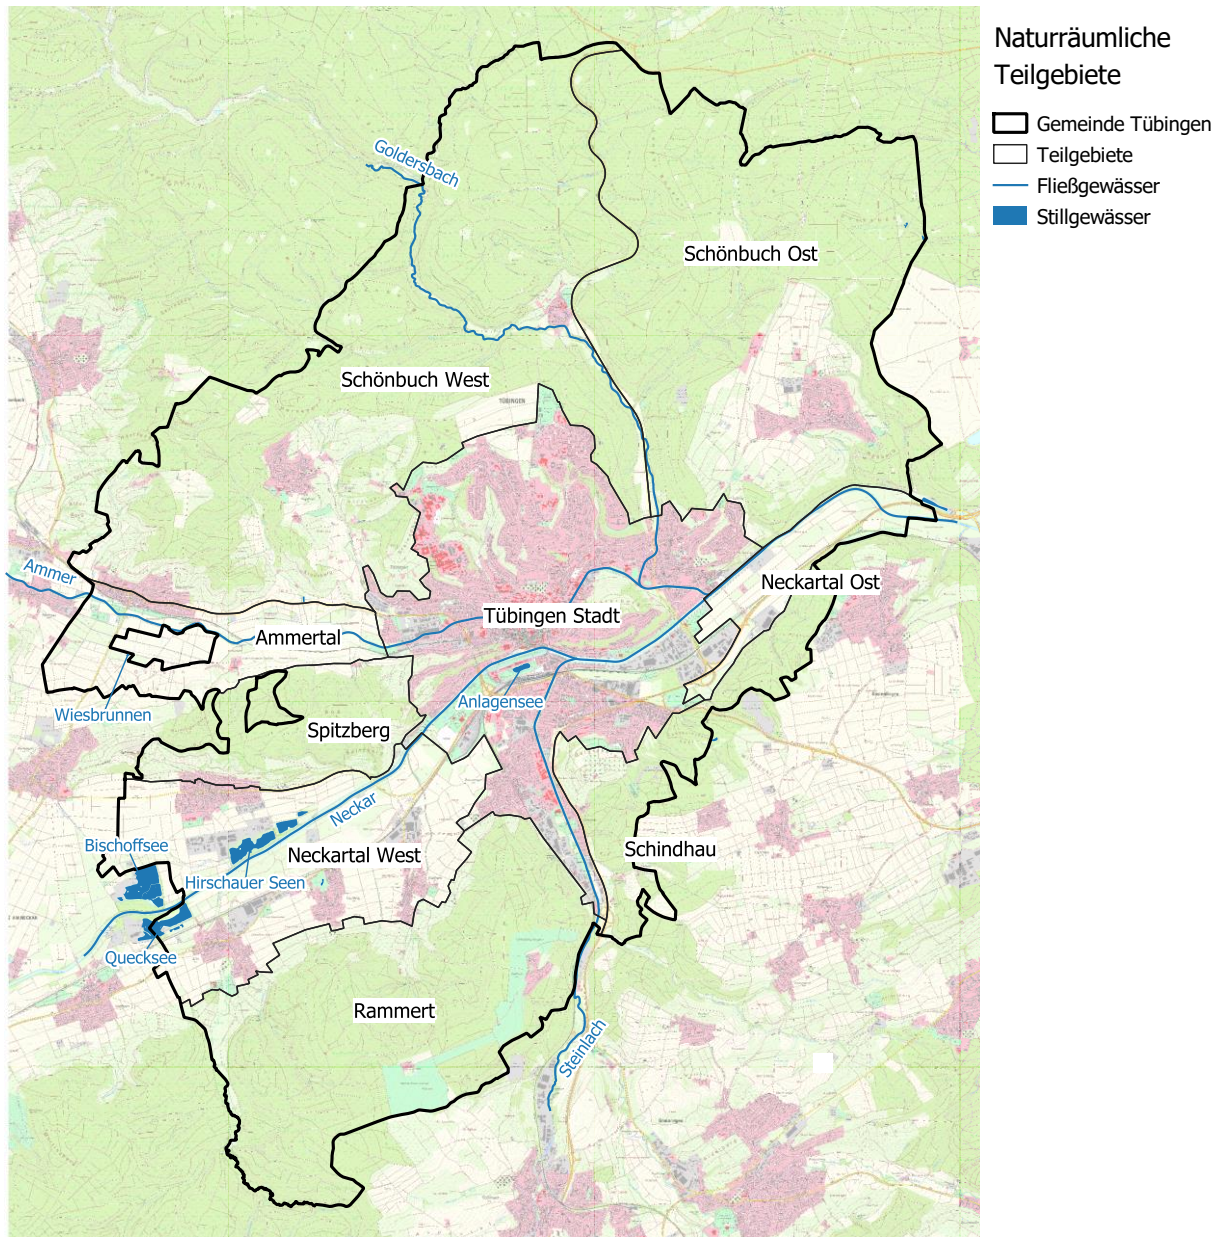 Naturräumliche
Teilgebiete
Gemeinde Tübingen
Teilgebiete
Fließgewässer
Stillgewässer
Goldersbach
Schönbuch Ost
Schönbuch West
TÜBINGEN
Ammer
Neckartal Ost
Tübingen Stadt
Ammertal
Wiesbrunnen
Anlagensee
Spitzberg
Neckar
Bischoffsee
Neckartal West
Schindhau
Hirschauer Seen
Quecksee
Rammert
Steinlach